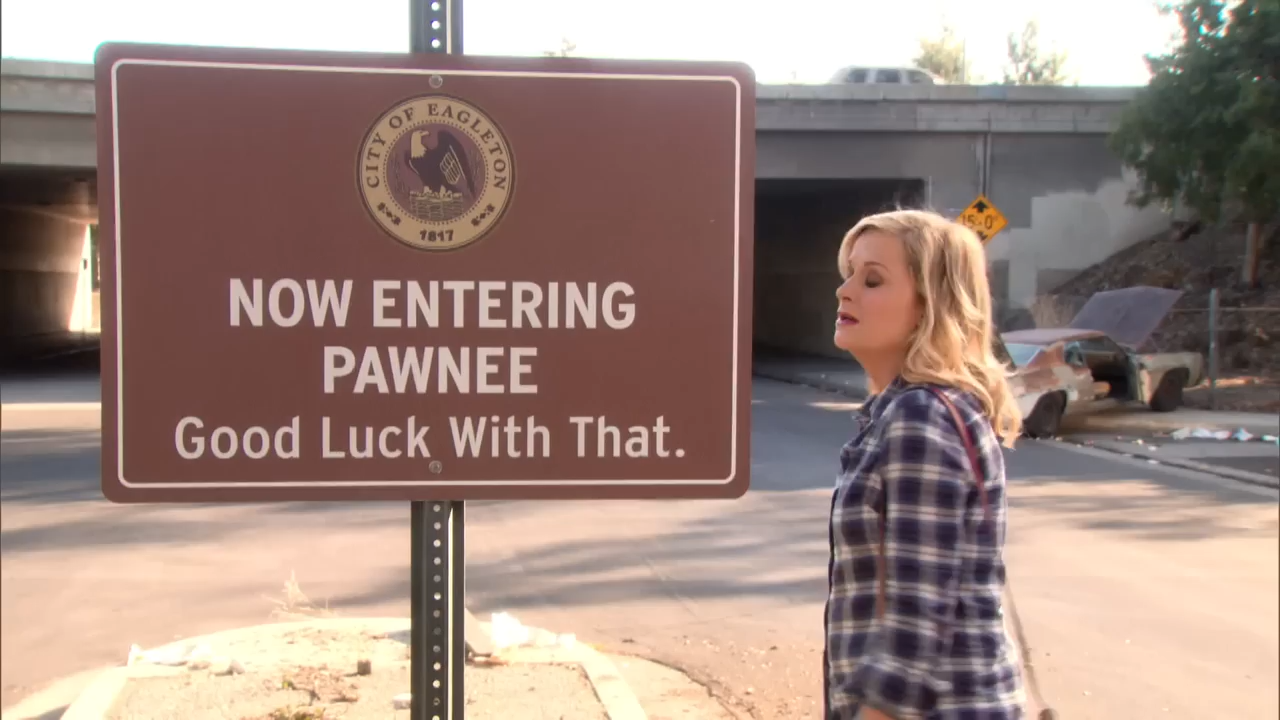 CITY OF EAGLETON
1817
NOW ENTERING
PAWNEE
Good Luck With That.
15-0"